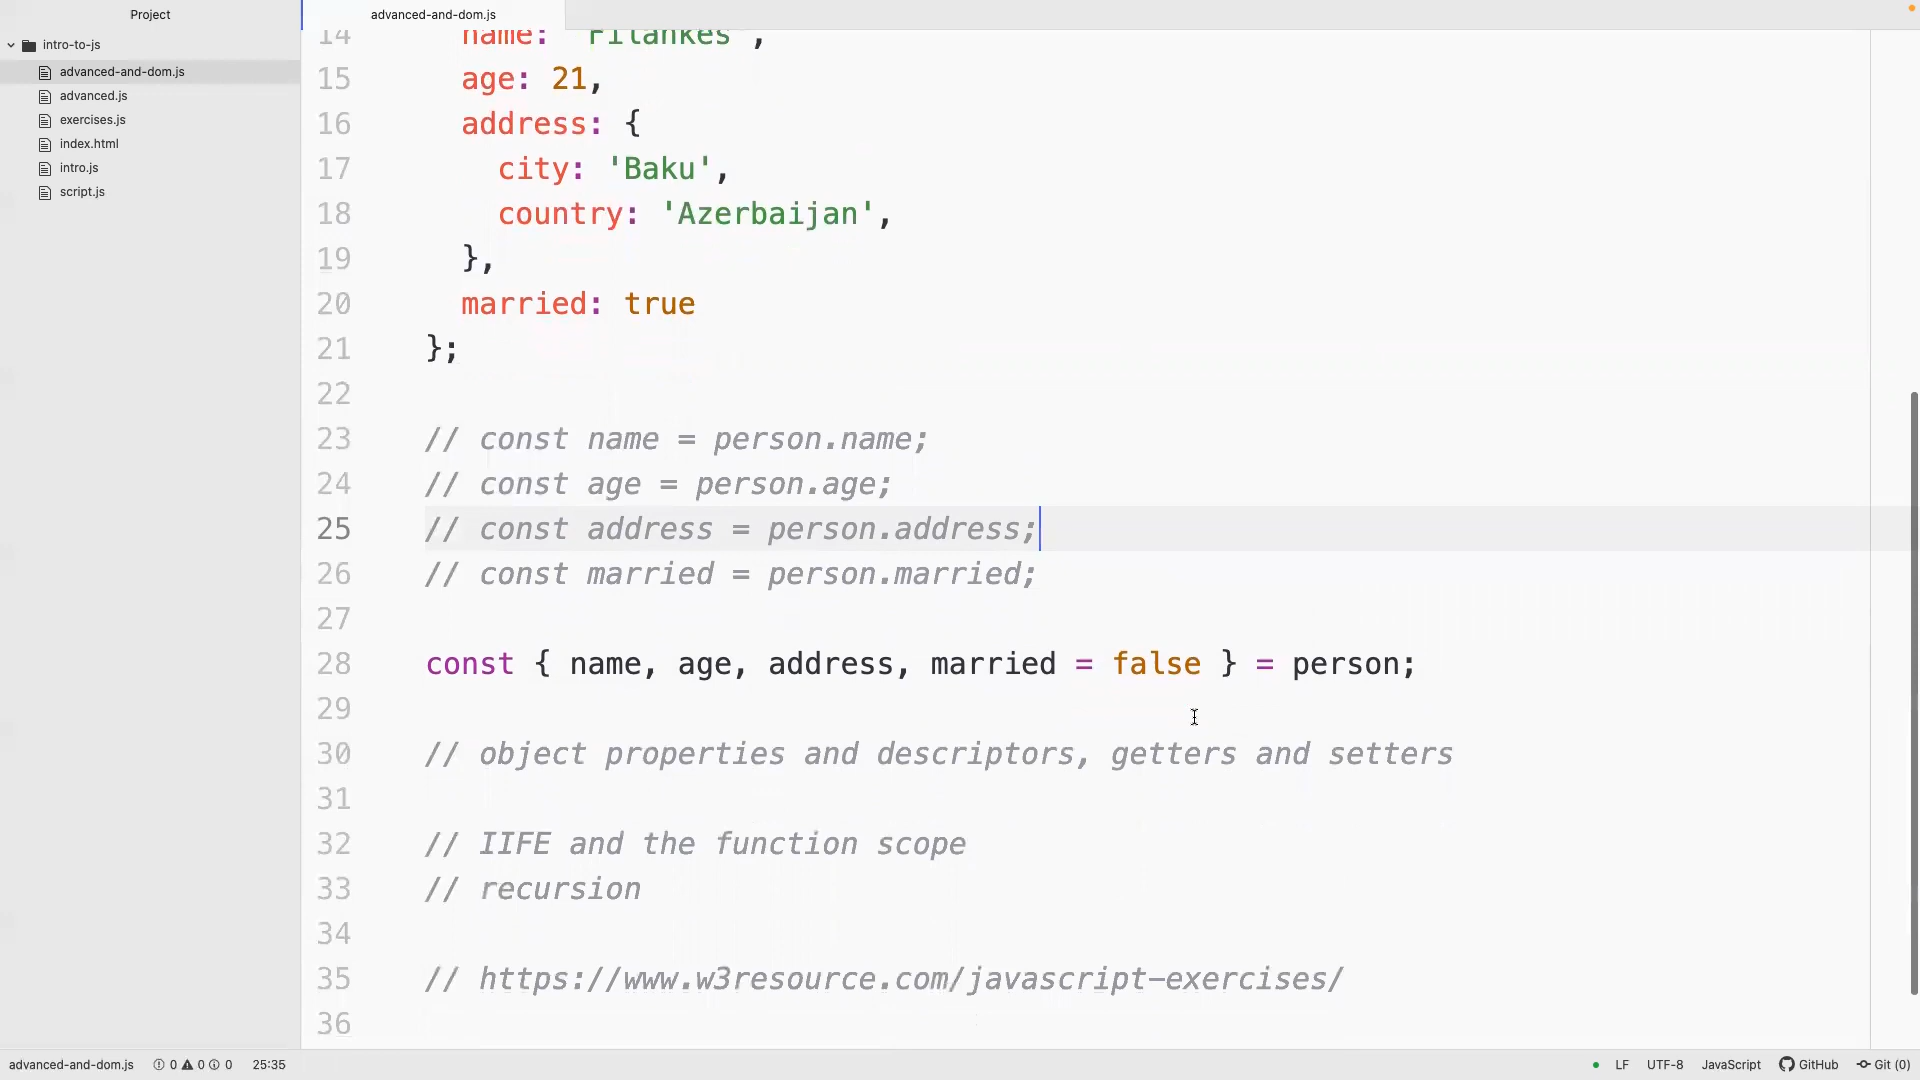 Project
advanced-and-dom.js
intro-to-js
advanced-and-dom.js
advanced.js
exercises.js
index.html
intro.js
script.js
14 name: 'Filankes',
15 age: 21,
16 address: {
17 city: 'Baku',
18 country: 'Azerbaijan',
19 },
20 married: true
21 };
22
23 // const name = person.name;
24 // const age = person.age;
25 // const address = person.address;
26 // const married = person.married;
27
28 const { name, age, address, married = false } = person;
29
30 // object properties and descriptors, getters and setters
31
32 // IIFE and the function scope
33 // recursion
34
35 // https://www.w3resource.com/javascript-exercises/
36
advanced-and-dom.js 0 0 0 25:35 LF UTF-8 JavaScript GitHub Git (0)